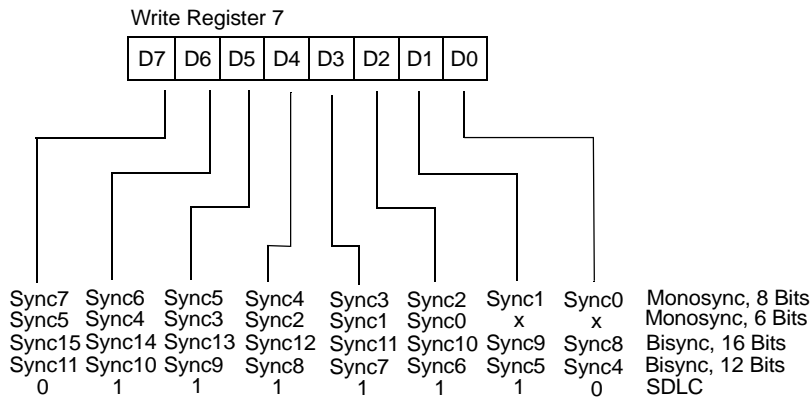 Write Register 7
D7 D6 D5 D4 D3 D2 D1 D0
Sync7 Sync6 Sync5 Sync4 Sync3 Sync2 Sync1 Sync0 Monosync, 8 Bits
Sync5 Sync4 Sync3 Sync2 Sync1 Sync0 x x Monosync, 6 Bits
Sync15 Sync14 Sync13 Sync12 Sync11 Sync10 Sync9 Sync8 Bisync, 16 Bits
Sync11 Sync10 Sync9 Sync8 Sync7 Sync6 Sync5 Sync4 Bisync, 12 Bits
0 1 1 1 1 1 1 0 SDLC